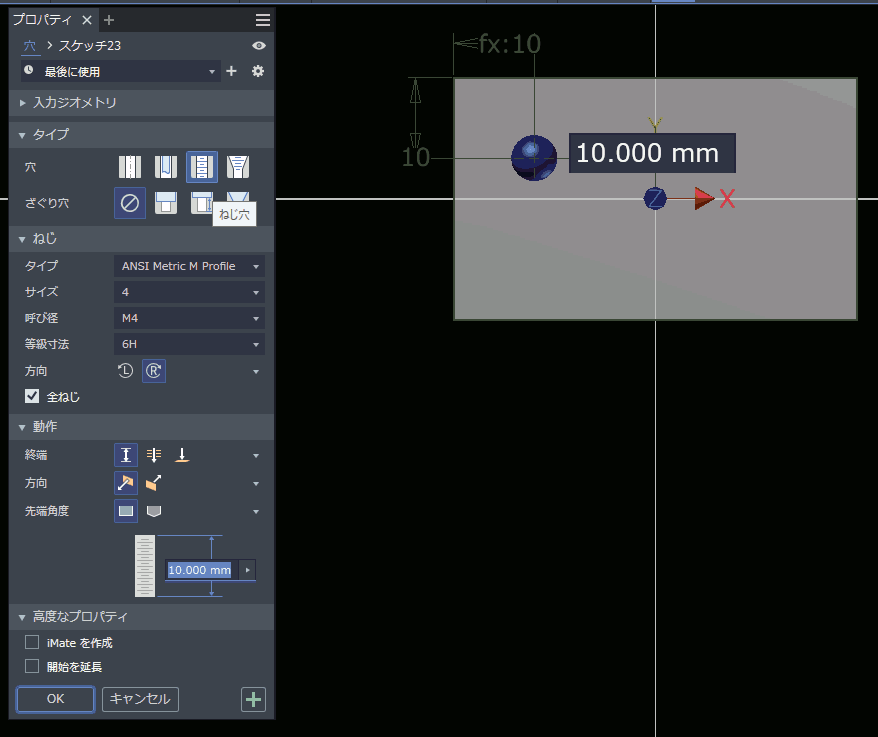 プロパティ × +
穴 > スケッチ23
最後に使用
入力ジオメトリ
タイプ
穴
ざぐり穴
ねじ穴
ねじ
タイプ ANSI Metric M Profile
サイズ 4
呼び径 M4
等級寸法 6H
方向 L R
全ねじ
動作
終端
方向
先端角度
10.000 mm
高度なプロパティ
iMate を作成
開始を延長
OK キャンセル
fx:10
10
10.000 mm
Y
Z X